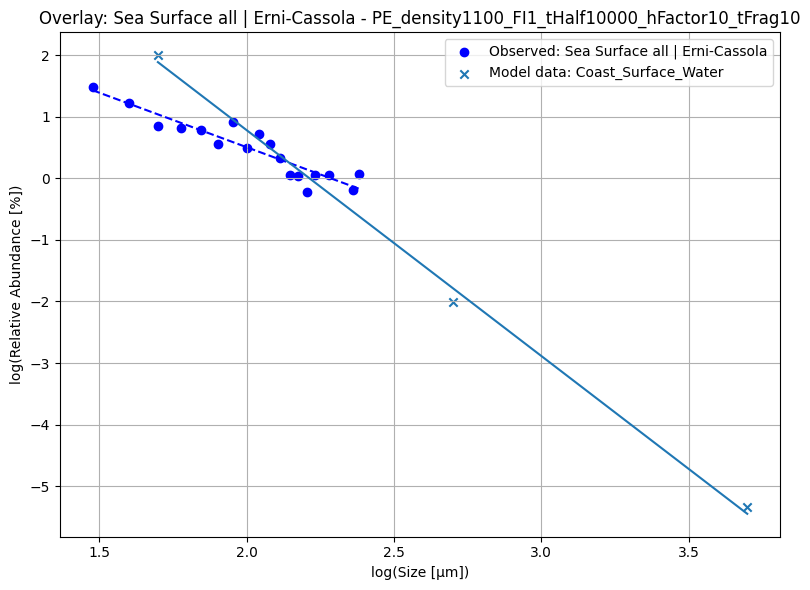 Overlay: Sea Surface all | Erni-Cassola - PE_density1100_FI1_tHalf10000_hFactor10_tFrag10
Observed: Sea Surface all | Erni-Cassola
Model data: Coast_Surface_Water
log(Relative Abundance [%])
2
1
0
−1
−2
−3
−4
−5
1.5
2.0
2.5
3.0
3.5
log(Size [µm])